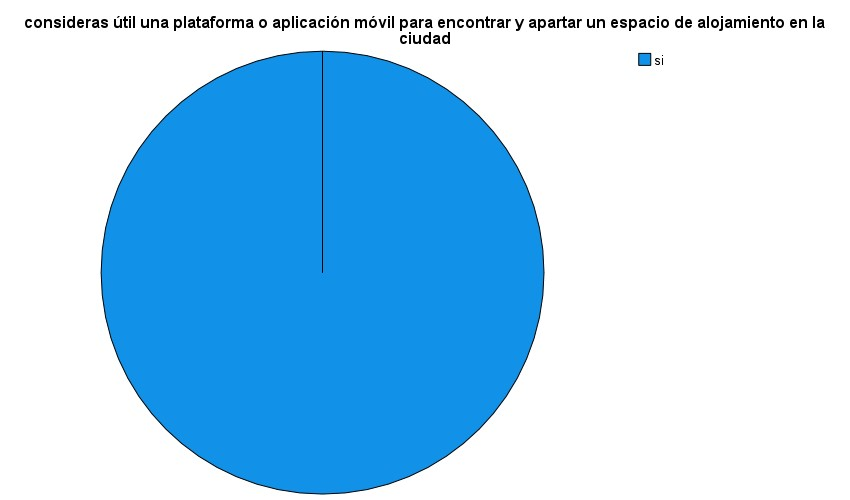 consideras útil una plataforma o aplicación móvil para encontrar y apartar un espacio de alojamiento en la
ciudad
si